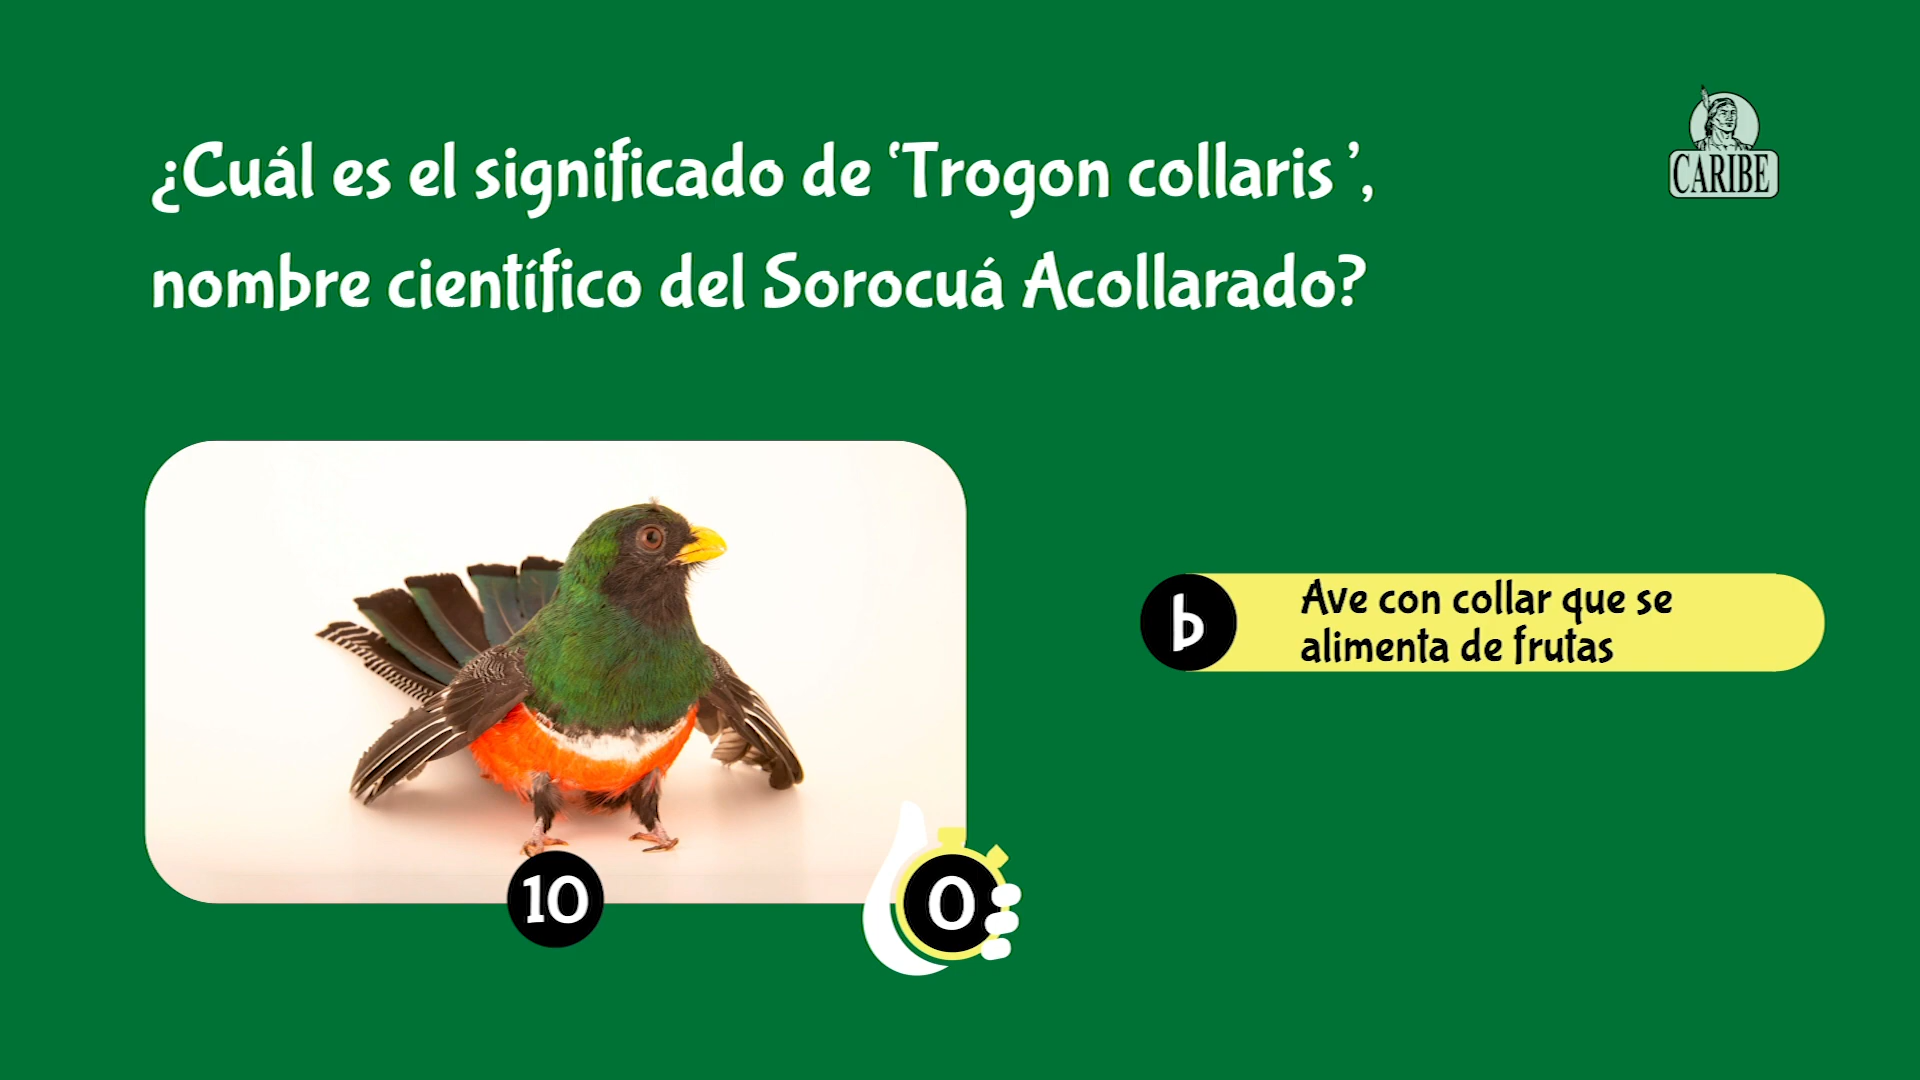 ¿Cuál es el significado de ‘Trogon collaris ’,
nombre científico del Sorocuá Acollarado?
CARIBE
b
Ave con collar que se
alimenta de frutas
10
0